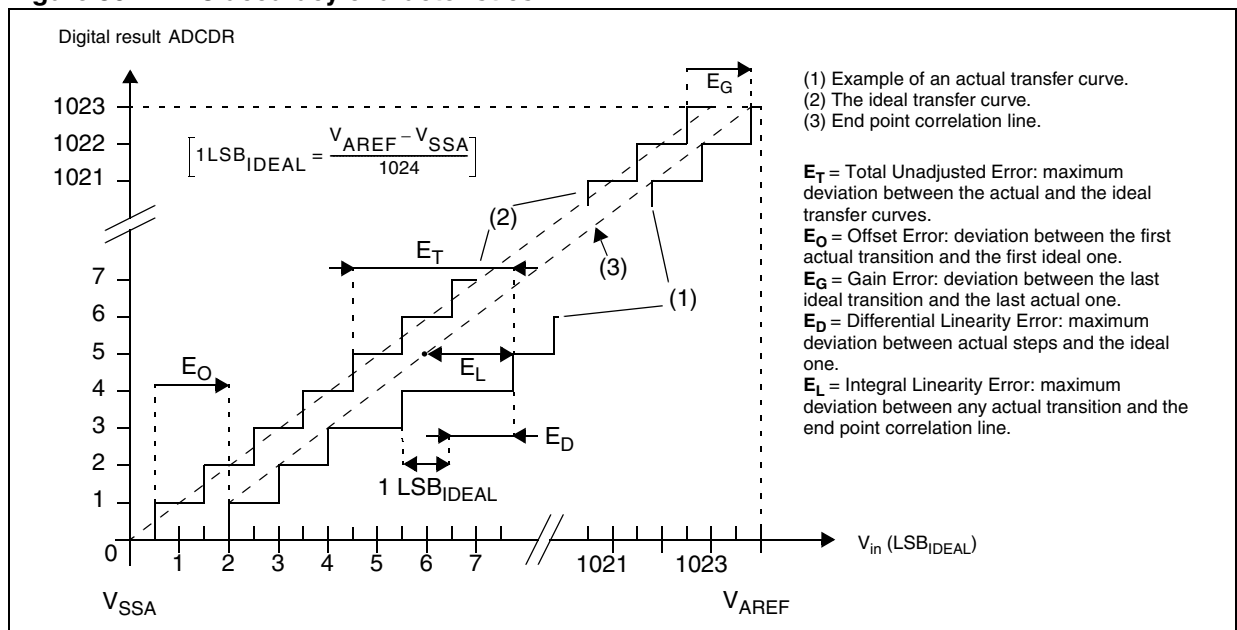 Digital result ADCDR
1023
1022
1021
7
6
5
4
3
2
1
0
[1LSB_IDEAL = (V_AREF – V_SSA) / 1024]
E_G
(2)
E_T
(3)
(1)
E_O
E_L
E_D
1 LSB_IDEAL
1 2 3 4 5 6 7 1021 1023
V_in (LSB_IDEAL)
V_SSA
V_AREF
(1) Example of an actual transfer curve.
(2) The ideal transfer curve.
(3) End point correlation line.
E_T = Total Unadjusted Error: maximum
deviation between the actual and the ideal
transfer curves.
E_O = Offset Error: deviation between the first
actual transition and the first ideal one.
E_G = Gain Error: deviation between the last
ideal transition and the last actual one.
E_D = Differential Linearity Error: maximum
deviation between actual steps and the ideal
one.
E_L = Integral Linearity Error: maximum
deviation between any actual transition and the
end point correlation line.